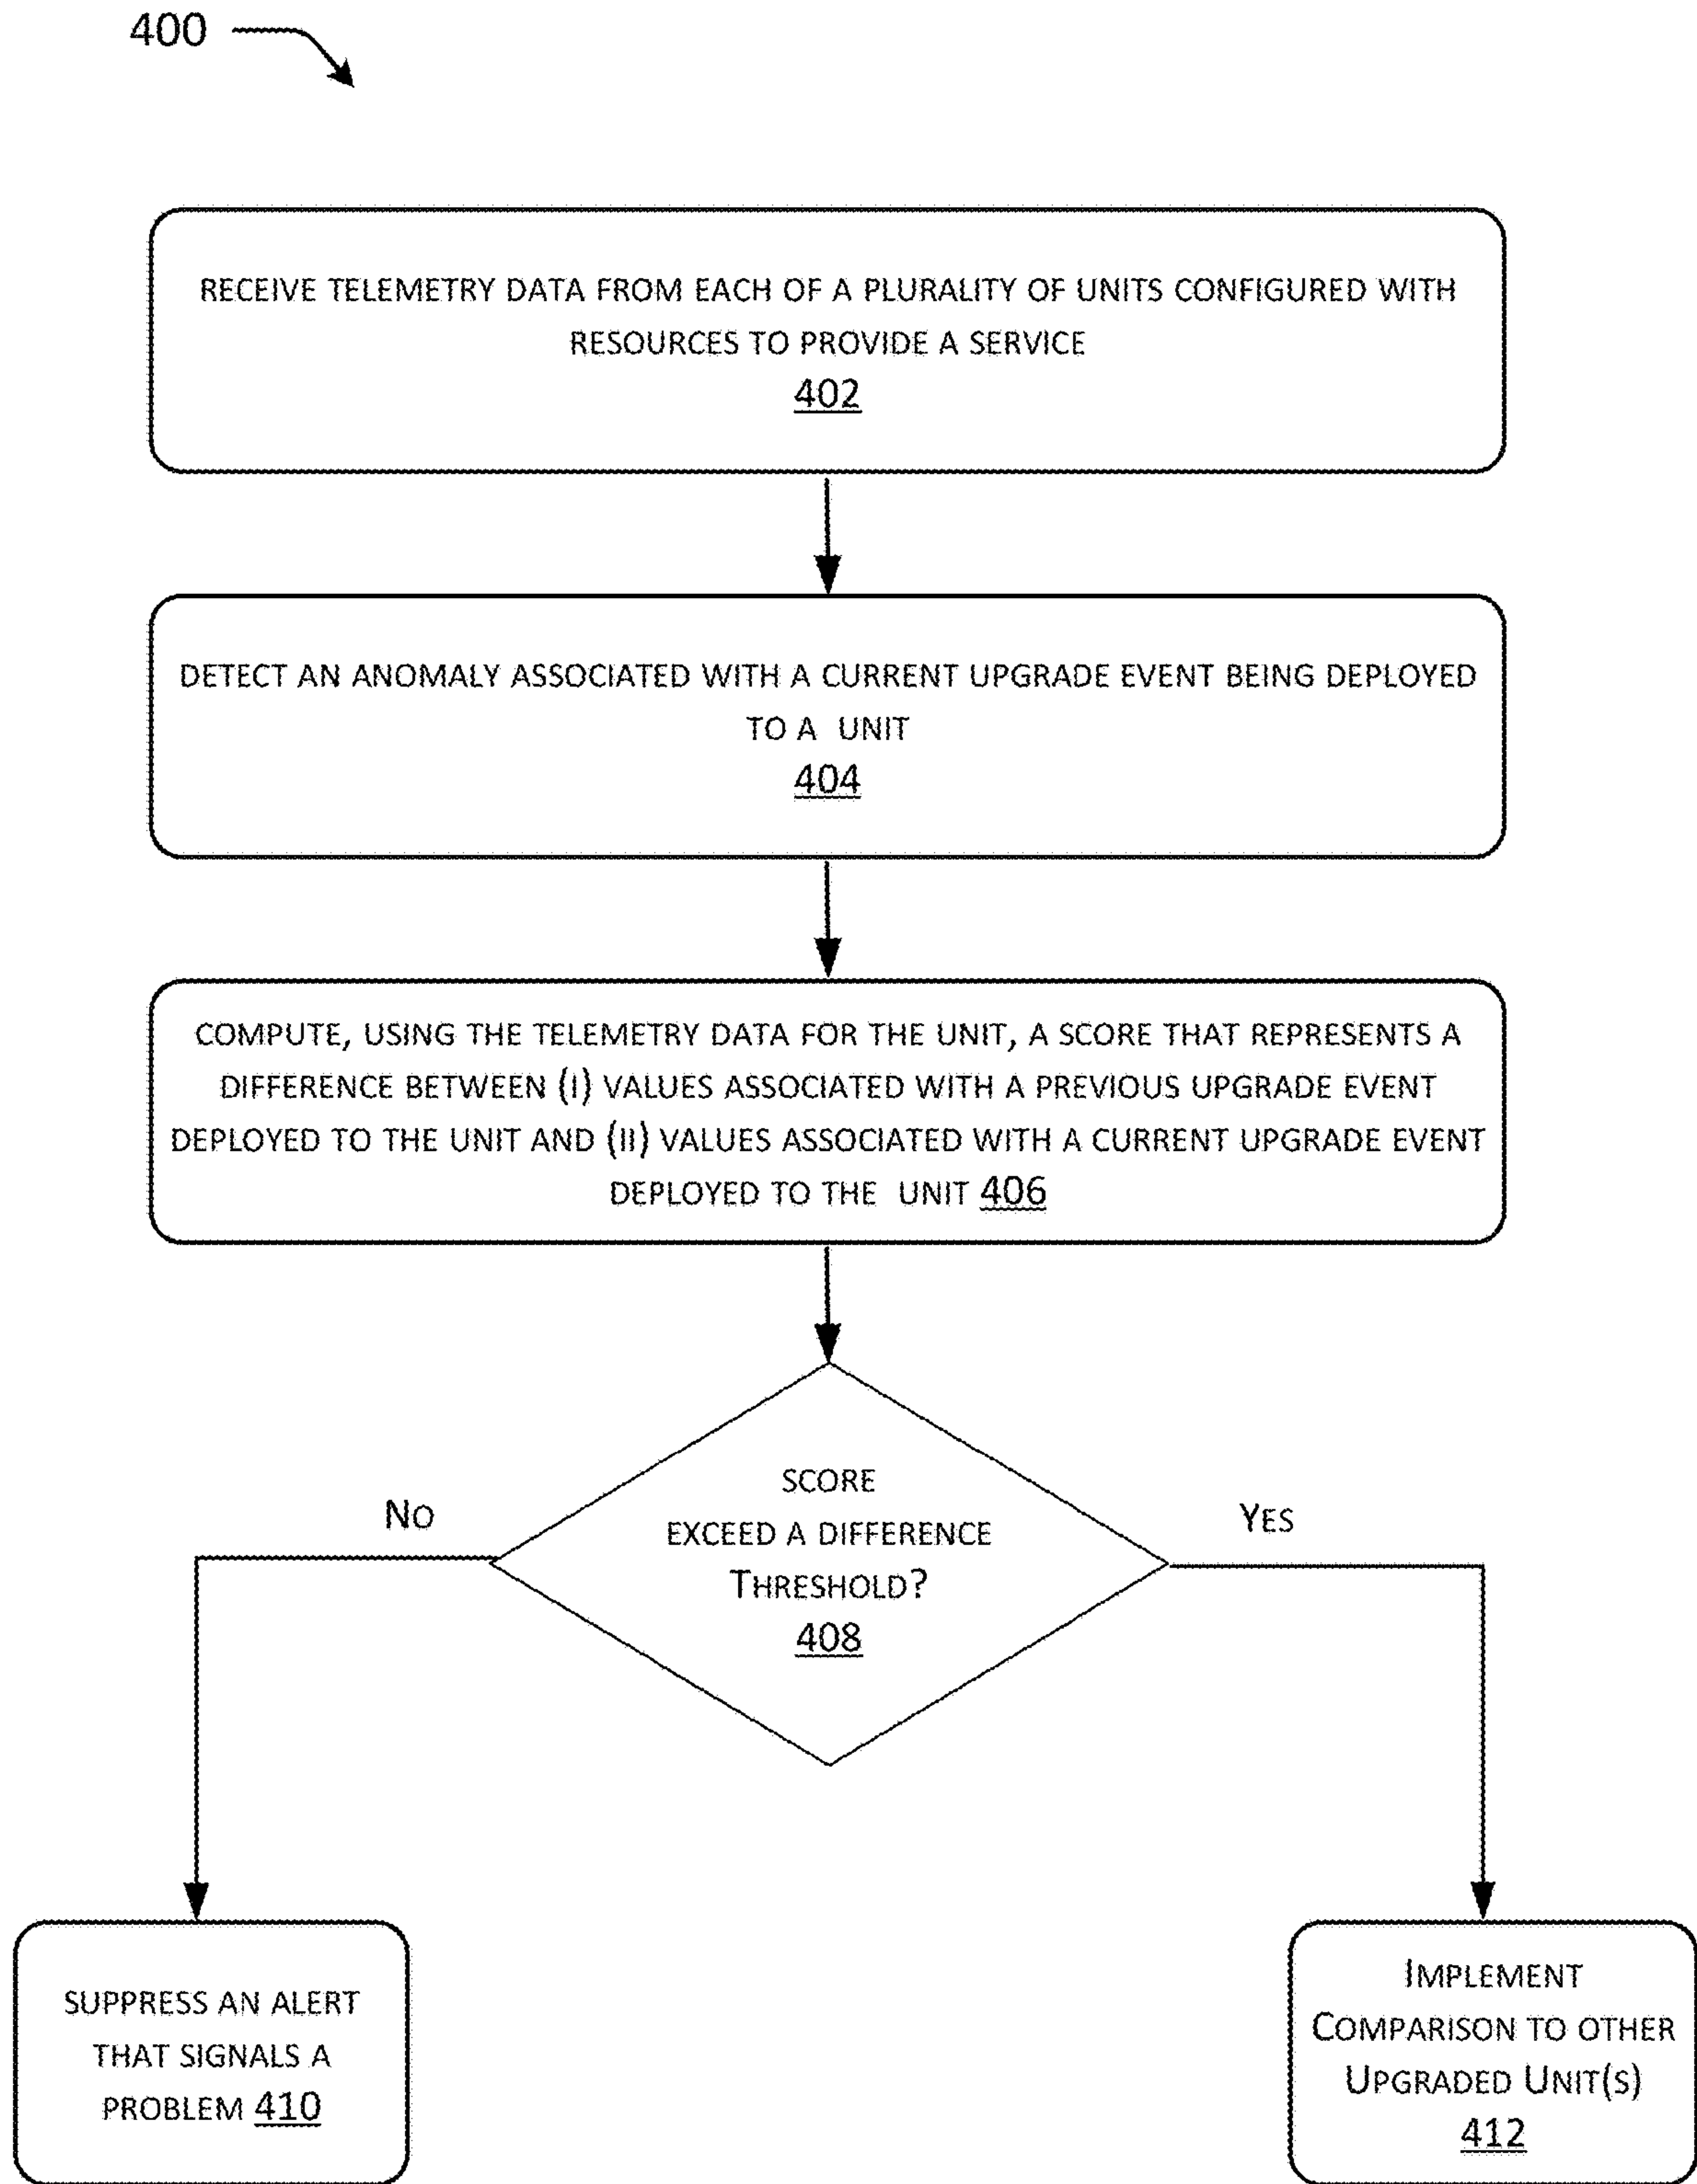 400
RECEIVE TELEMETRY DATA FROM EACH OF A PLURALITY OF UNITS CONFIGURED WITH
RESOURCES TO PROVIDE A SERVICE
402
DETECT AN ANOMALY ASSOCIATED WITH A CURRENT UPGRADE EVENT BEING DEPLOYED
TO A UNIT
404
COMPUTE, USING THE TELEMETRY DATA FOR THE UNIT, A SCORE THAT REPRESENTS A
DIFFERENCE BETWEEN (I) VALUES ASSOCIATED WITH A PREVIOUS UPGRADE EVENT
DEPLOYED TO THE UNIT AND (II) VALUES ASSOCIATED WITH A CURRENT UPGRADE EVENT
DEPLOYED TO THE UNIT 406
SCORE
EXCEED A DIFFERENCE
THRESHOLD?
408
NO
YES
SUPPRESS AN ALERT
THAT SIGNALS A
PROBLEM 410
IMPLEMENT
COMPARISON TO OTHER
UPGRADED UNIT(S)
412